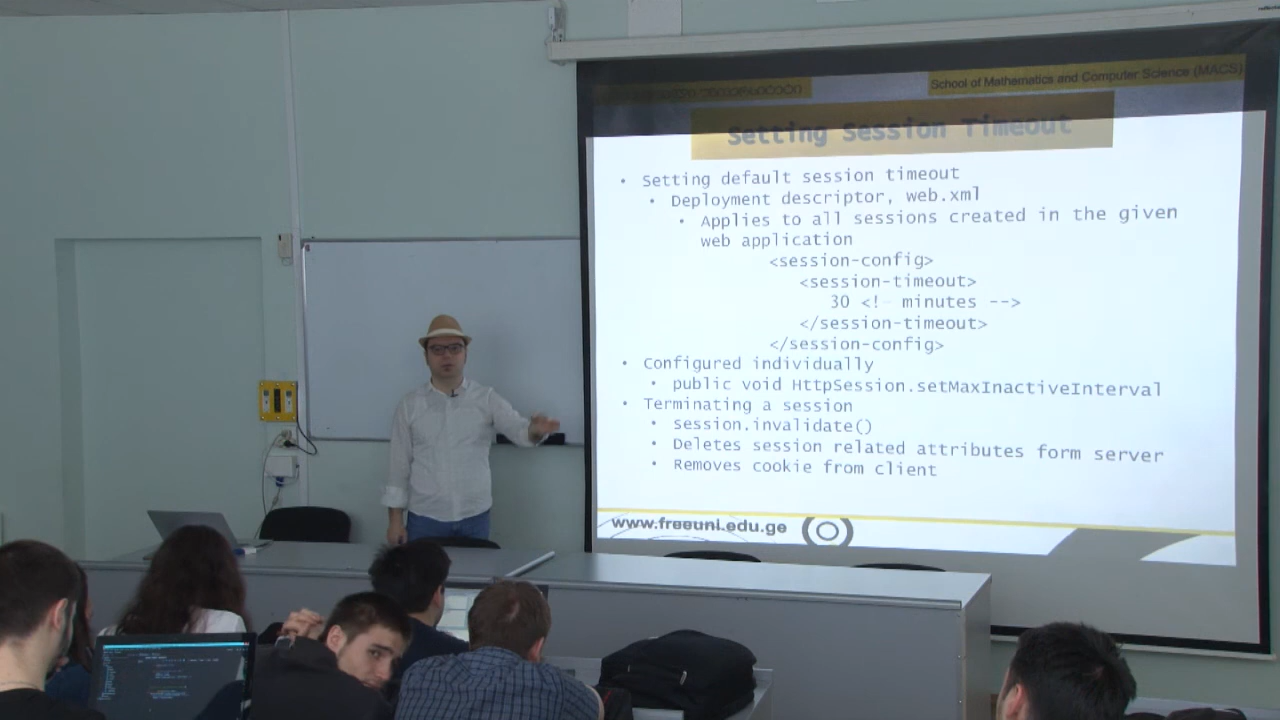 School of Mathematics and Computer Science (MACS)
Setting Session Timeout
• Setting default session timeout
• Deployment descriptor, web.xml
• Applies to all sessions created in the given
web application
<session-config>
<session-timeout>
30 <!- minutes -->
</session-timeout>
</session-config>
• Configured individually
• public void HttpSession.setMaxInactiveInterval
• Terminating a session
• session.invalidate()
• Deletes session related attributes form server
• Removes cookie from client
www.freeuni.edu.ge